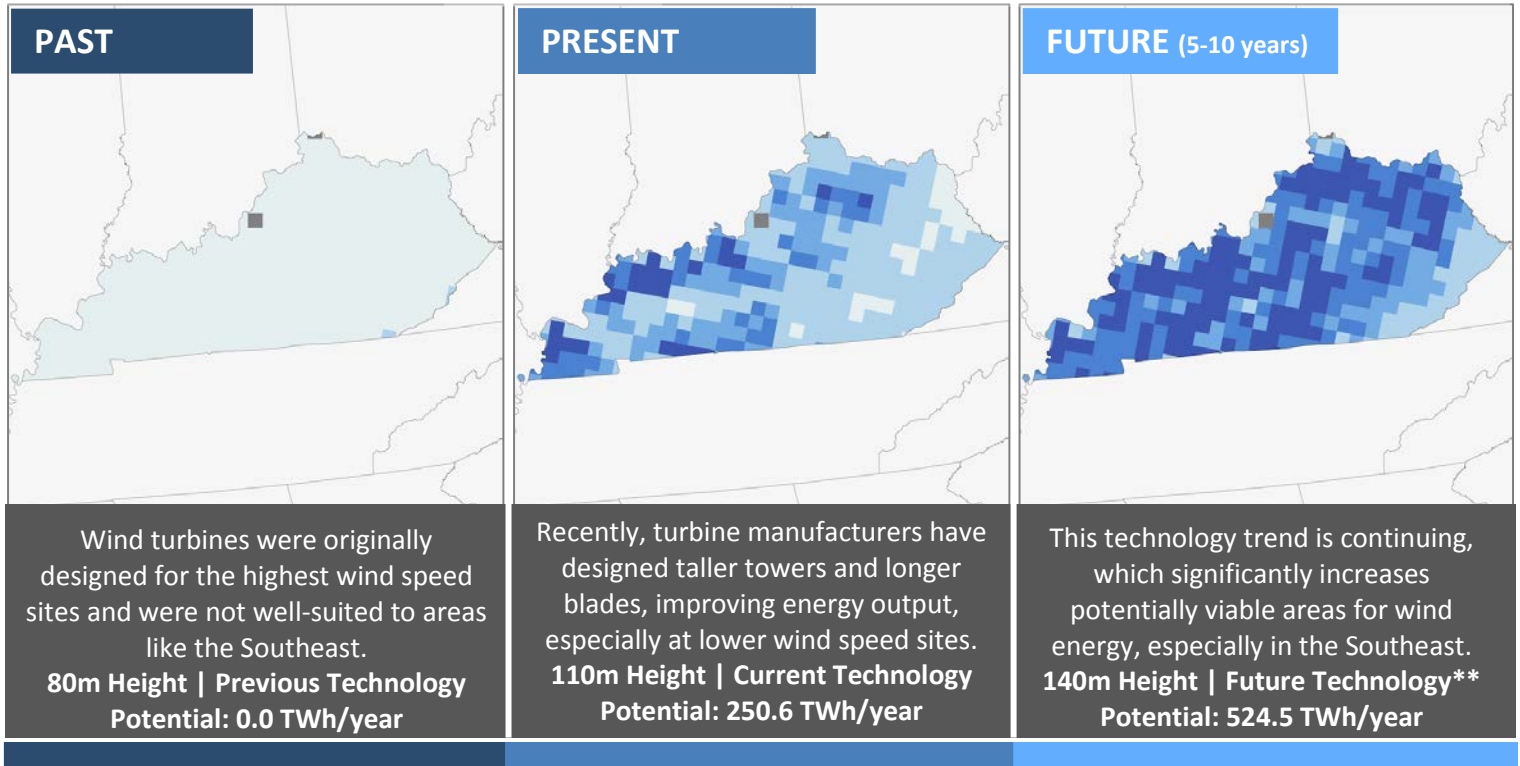 PAST
Wind turbines were originally
designed for the highest wind speed
sites and were not well-suited to areas
like the Southeast.
80m Height | Previous Technology
Potential: 0.0 TWh/year
PRESENT
Recently, turbine manufacturers have
designed taller towers and longer
blades, improving energy output,
especially at lower wind speed sites.
110m Height | Current Technology
Potential: 250.6 TWh/year
FUTURE (5-10 years)
This technology trend is continuing,
which significantly increases
potentially viable areas for wind
energy, especially in the Southeast.
140m Height | Future Technology**
Potential: 524.5 TWh/year